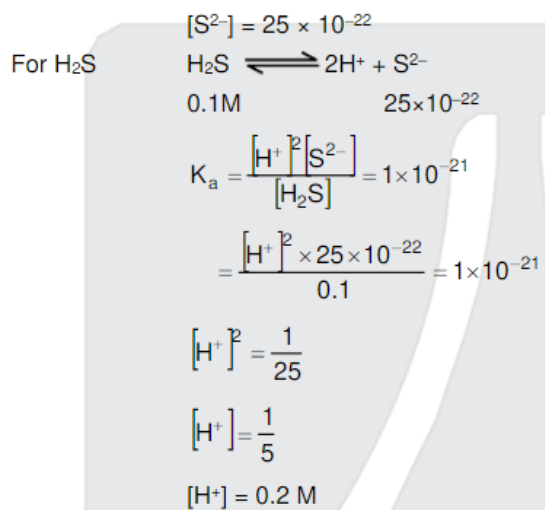 [S²⁻] = 25 × 10⁻²²
For H₂S H₂S ⇌ 2H⁺ + S²⁻
0.1M 25×10⁻²²
Kₐ = [H⁺]²[S²⁻] / [H₂S] = 1×10⁻²¹
= [H⁺]² × 25×10⁻²² / 0.1 = 1×10⁻²¹
[H⁺]² = 1/25
[H⁺] = 1/5
[H⁺] = 0.2 M